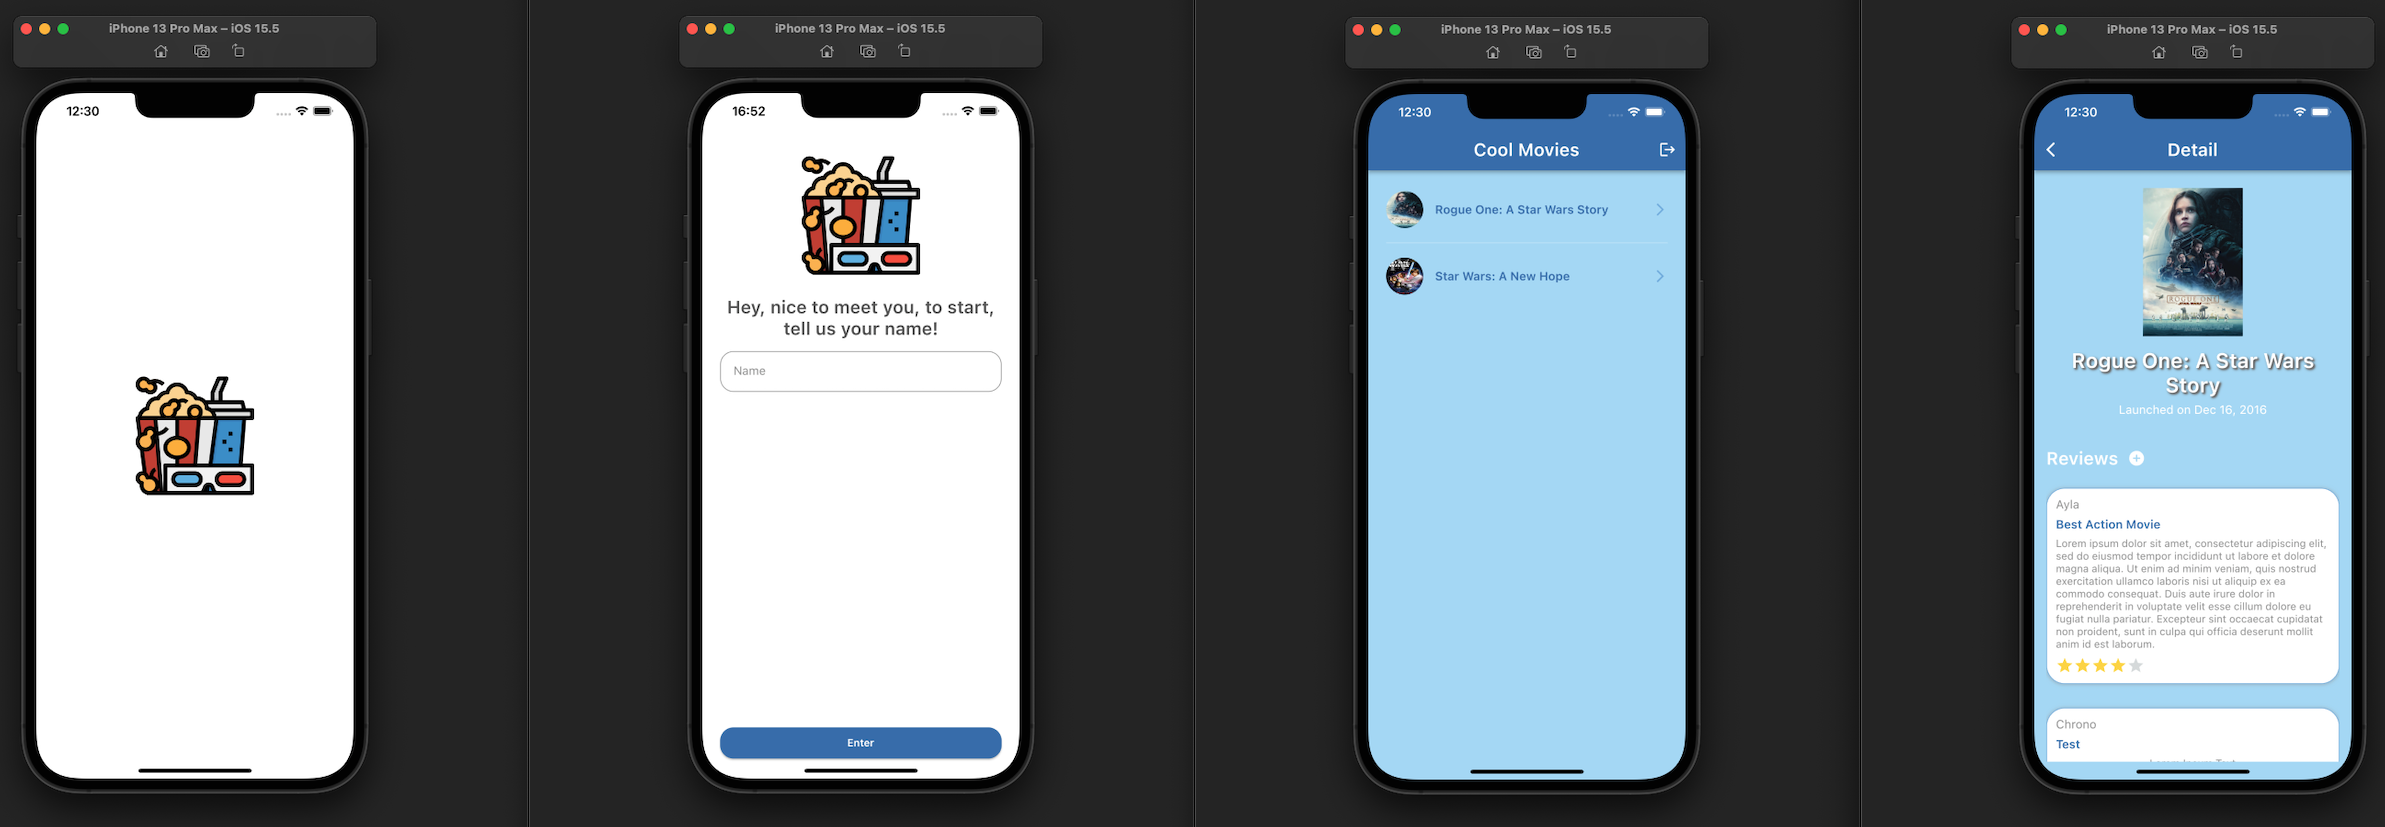 iPhone 13 Pro Max – iOS 15.5
12:30
iPhone 13 Pro Max – iOS 15.5
16:52
Hey, nice to meet you, to start,
tell us your name!
Name
Enter
iPhone 13 Pro Max – iOS 15.5
12:30
Cool Movies
Rogue One: A Star Wars Story
Star Wars: A New Hope
iPhone 13 Pro Max – iOS 15.5
12:30
Detail
ROGUE ONE
Rogue One: A Star Wars
Story
Launched on Dec 16, 2016
Reviews
Ayla
Best Action Movie
Lorem ipsum dolor sit amet, consectetur adipiscing elit,
sed do eiusmod tempor incididunt ut labore et dolore
magna aliqua. Ut enim ad minim veniam, quis nostrud
exercitation ullamco laboris nisi ut aliquip ex ea
commodo consequat. Duis aute irure dolor in
reprehenderit in voluptate velit esse cillum dolore eu
fugiat nulla pariatur. Excepteur sint occaecat cupidatat
non proident, sunt in culpa qui officia deserunt mollit
anim id est laborum.
Chrono
Test